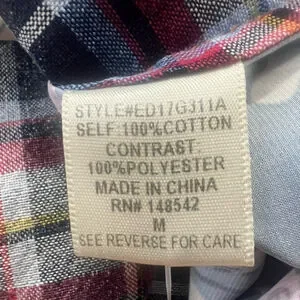 STYLE#ED17G311A
SELF:100%COTTON
CONTRAST:
100%POLYESTER
MADE IN CHINA
RN# 148542
M
SEE REVERSE FOR CARE